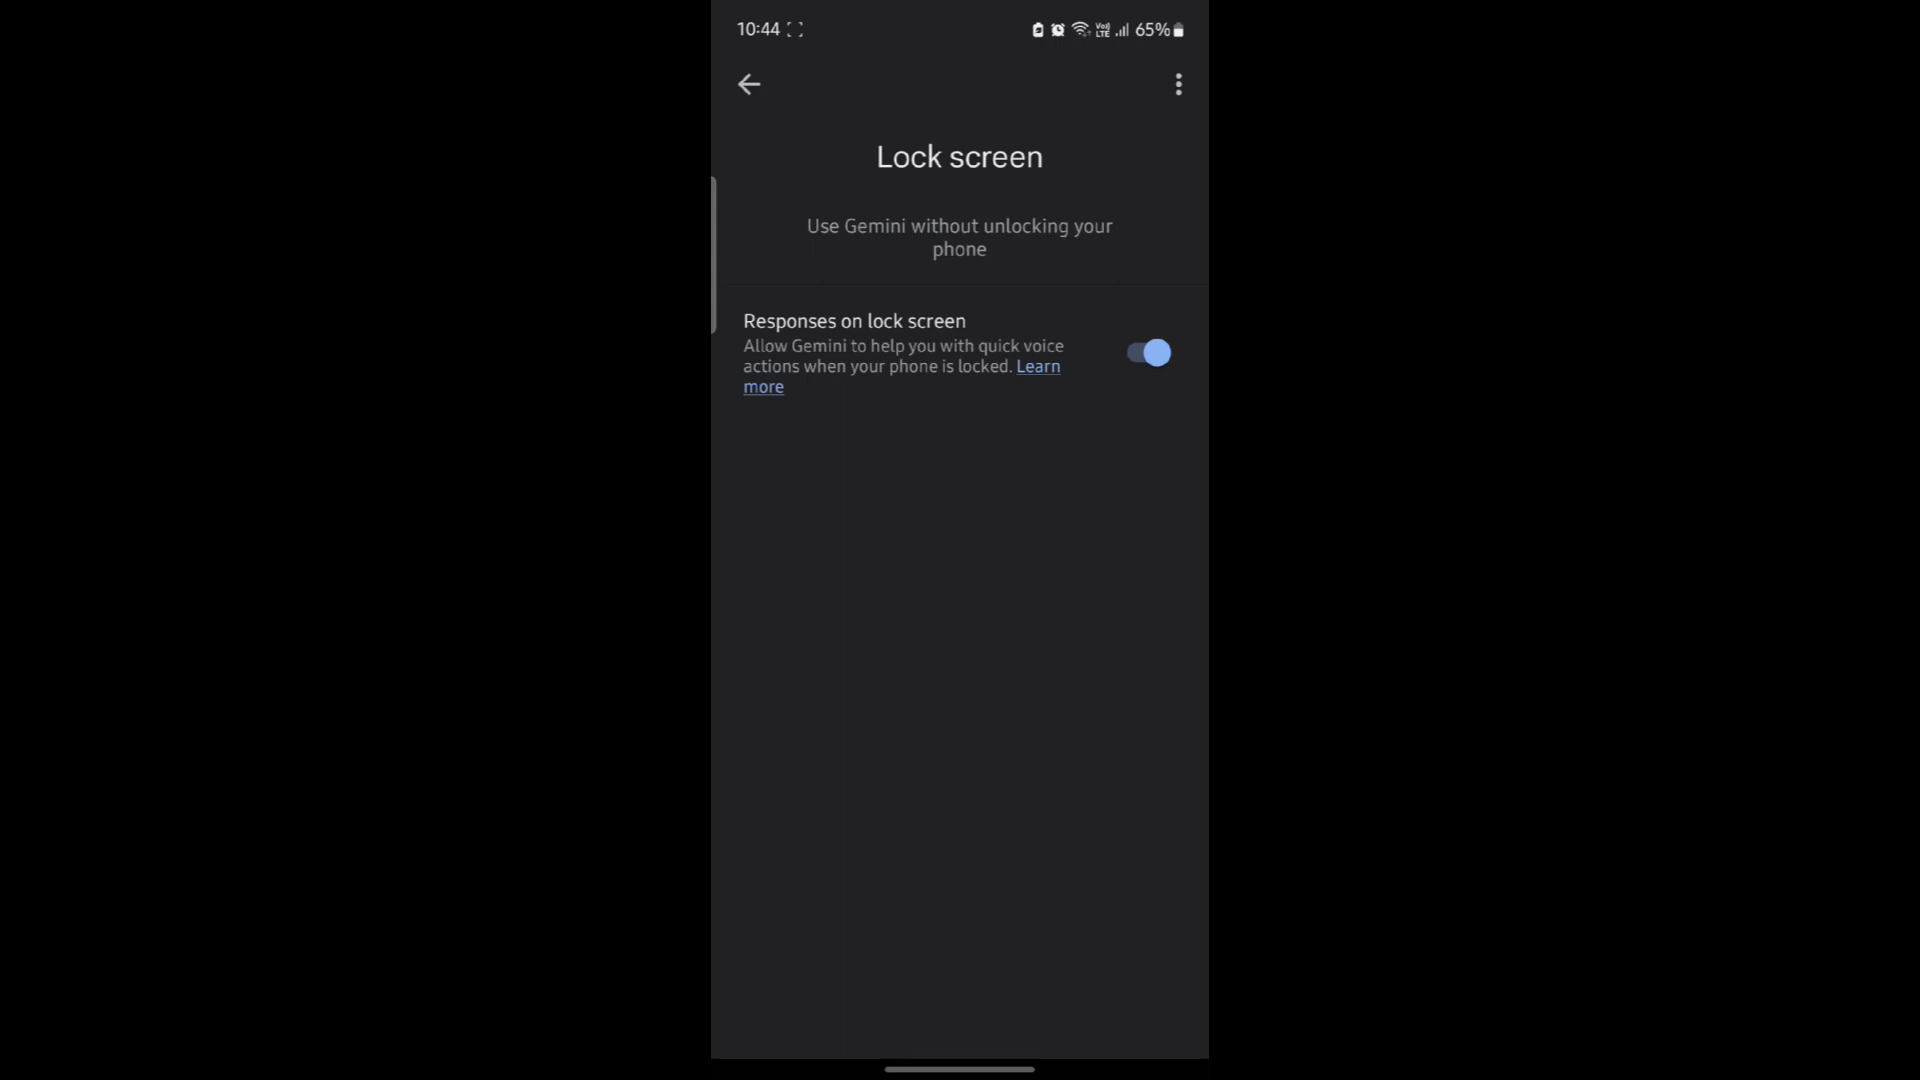 10:44 65%
Lock screen
Use Gemini without unlocking your
phone
Responses on lock screen
Allow Gemini to help you with quick voice
actions when your phone is locked. Learn
more